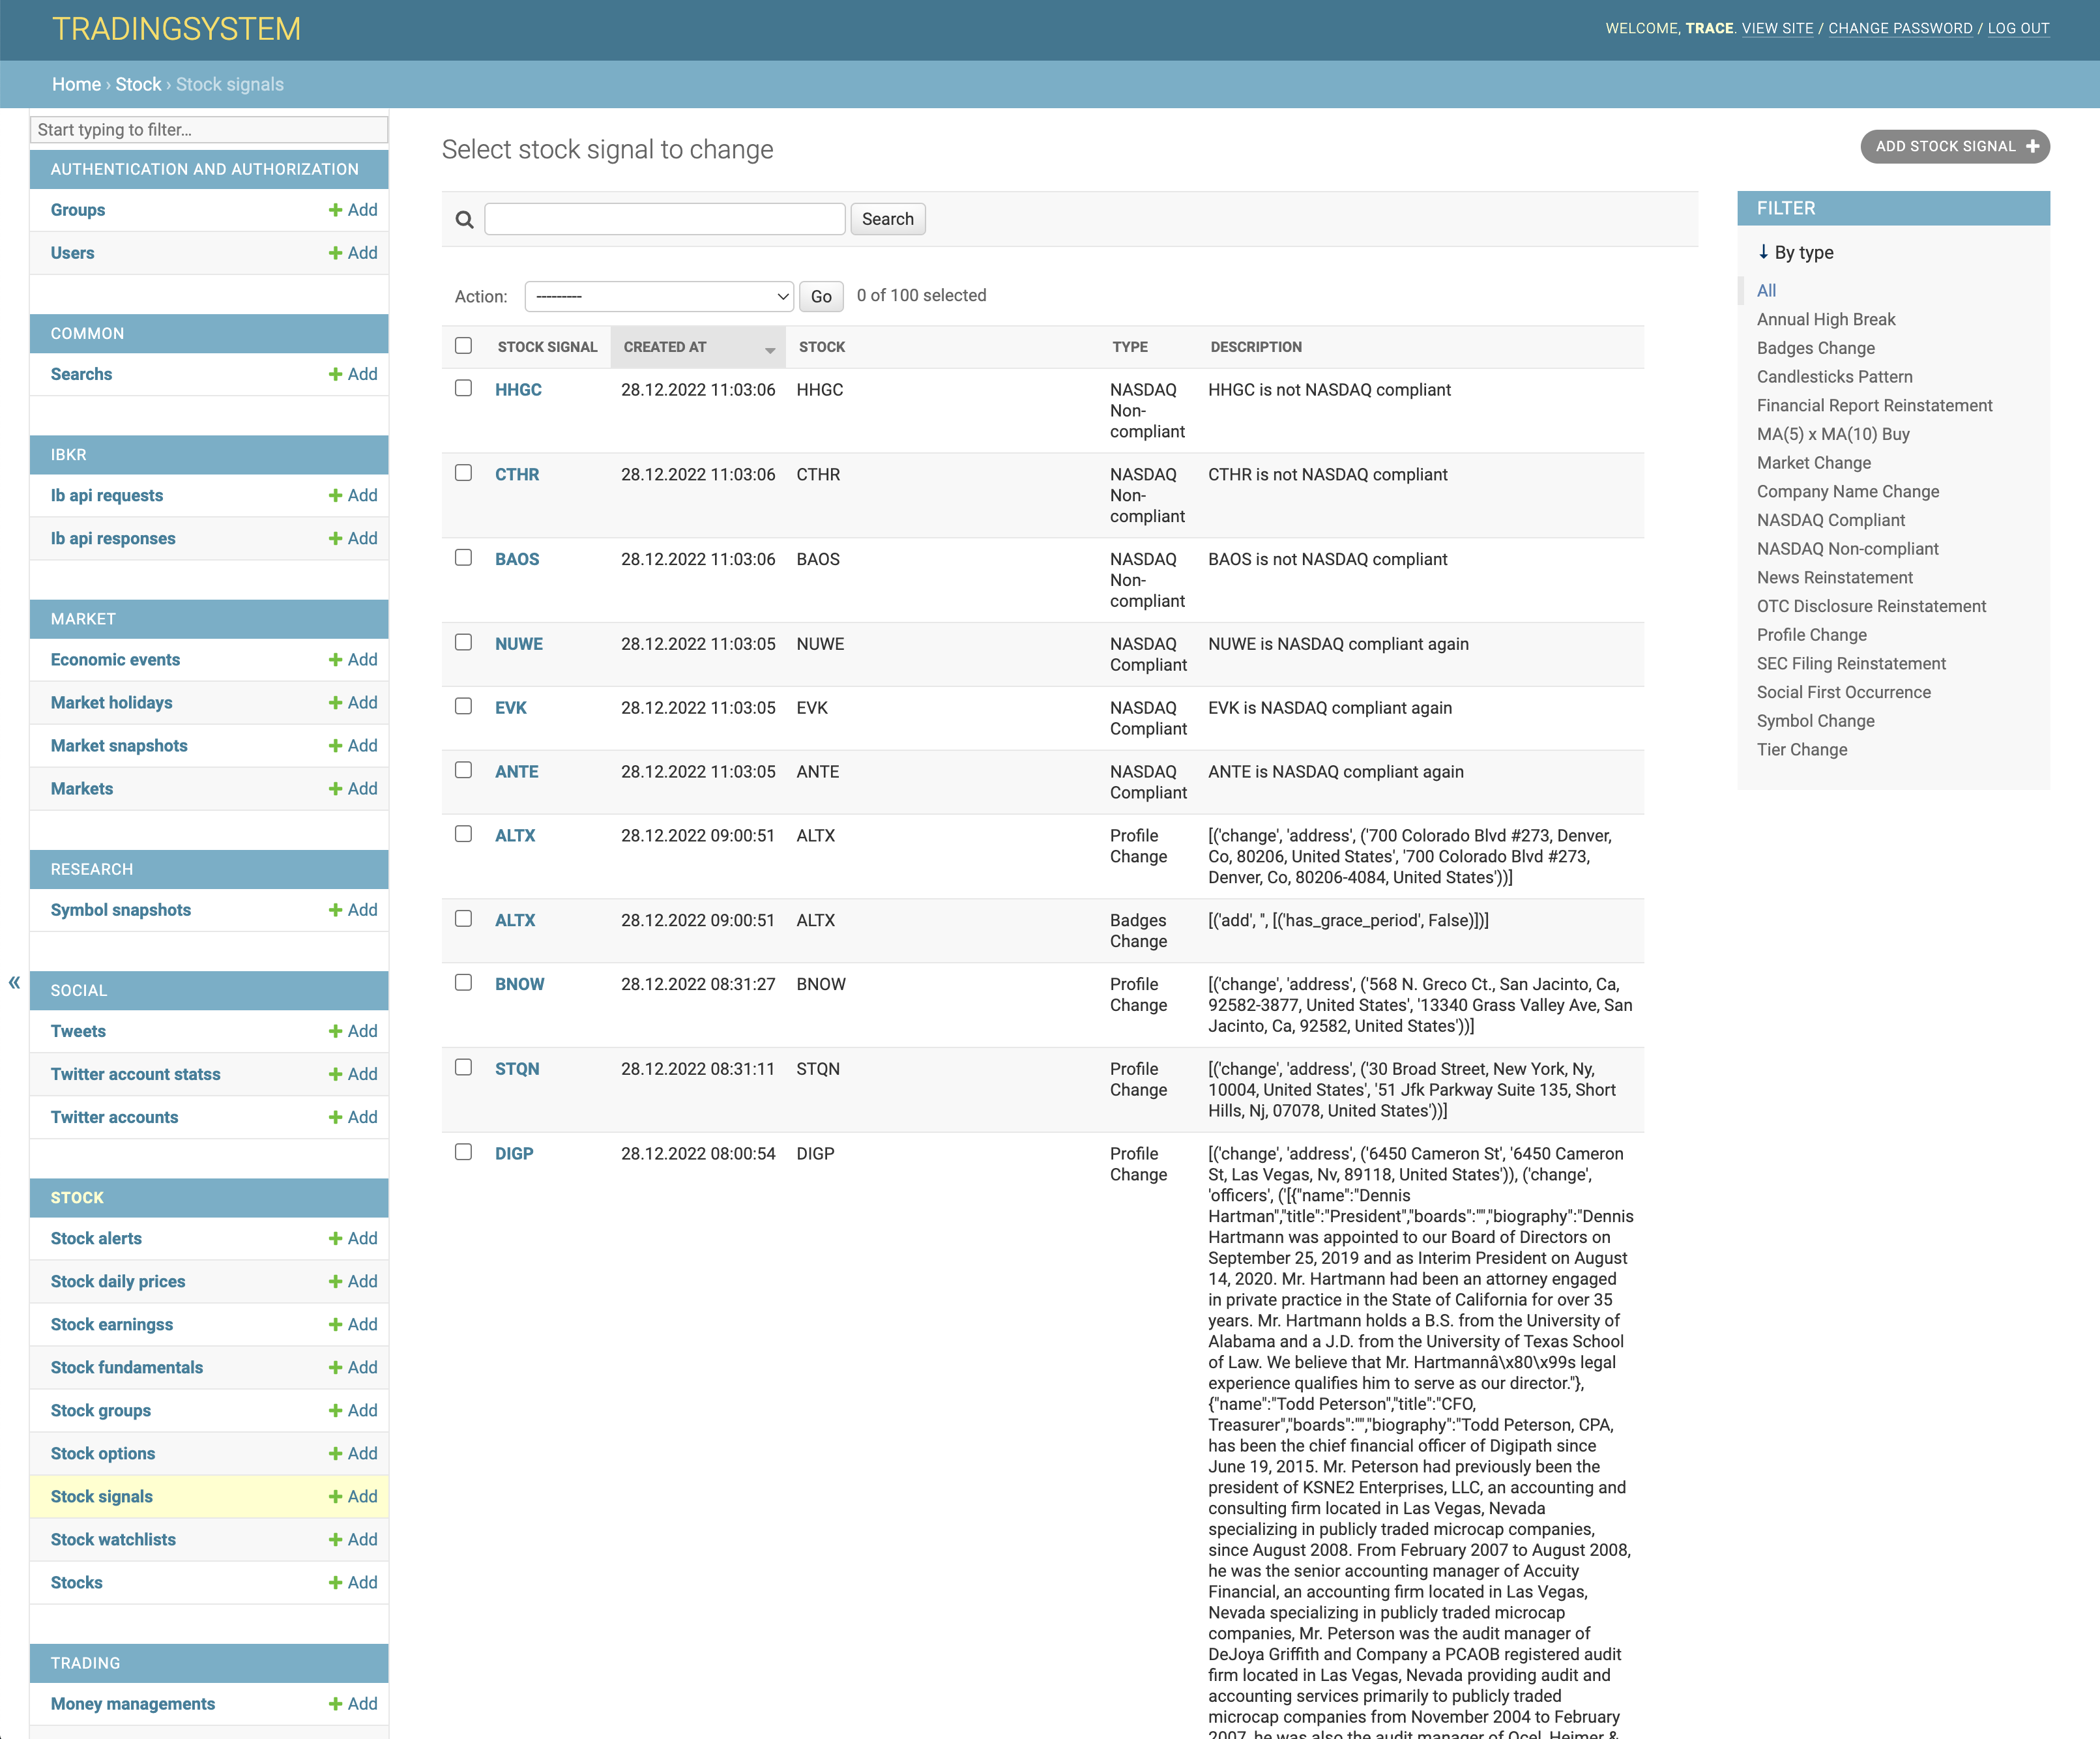 TRADINGSYSTEM
WELCOME, TRACE. VIEW SITE / CHANGE PASSWORD / LOG OUT
Home › Stock › Stock signals
Start typing to filter...
AUTHENTICATION AND AUTHORIZATION
Groups + Add
Users + Add
COMMON
Searchs + Add
IBKR
Ib api requests + Add
Ib api responses + Add
MARKET
Economic events + Add
Market holidays + Add
Market snapshots + Add
Markets + Add
RESEARCH
Symbol snapshots + Add
SOCIAL
Tweets + Add
Twitter account statss + Add
Twitter accounts + Add
STOCK
Stock alerts + Add
Stock daily prices + Add
Stock earningss + Add
Stock fundamentals + Add
Stock groups + Add
Stock options + Add
Stock signals + Add
Stock watchlists + Add
Stocks + Add
TRADING
Money managements + Add
«
Select stock signal to change
ADD STOCK SIGNAL +
Search
Action: --------- Go 0 of 100 selected
STOCK SIGNAL CREATED AT STOCK TYPE DESCRIPTION
HHGC 28.12.2022 11:03:06 HHGC NASDAQ HHGC is not NASDAQ compliant
Non-
compliant
CTHR 28.12.2022 11:03:06 CTHR NASDAQ CTHR is not NASDAQ compliant
Non-
compliant
BAOS 28.12.2022 11:03:06 BAOS NASDAQ BAOS is not NASDAQ compliant
Non-
compliant
NUWE 28.12.2022 11:03:05 NUWE NASDAQ NUWE is NASDAQ compliant again
Compliant
EVK 28.12.2022 11:03:05 EVK NASDAQ EVK is NASDAQ compliant again
Compliant
ANTE 28.12.2022 11:03:05 ANTE NASDAQ ANTE is NASDAQ compliant again
Compliant
ALTX 28.12.2022 09:00:51 ALTX Profile [('change', 'address', ('700 Colorado Blvd #273, Denver,
Change Co, 80206, United States', '700 Colorado Blvd #273,
Denver, Co, 80206-4084, United States'))]
ALTX 28.12.2022 09:00:51 ALTX Badges [('add', '', [('has_grace_period', False)])]
Change
BNOW 28.12.2022 08:31:27 BNOW Profile [('change', 'address', ('568 N. Greco Ct., San Jacinto, Ca,
Change 92582-3877, United States', '13340 Grass Valley Ave, San
Jacinto, Ca, 92582, United States'))]
STQN 28.12.2022 08:31:11 STQN Profile [('change', 'address', ('30 Broad Street, New York, Ny,
Change 10004, United States', '51 Jfk Parkway Suite 135, Short
Hills, Nj, 07078, United States'))]
DIGP 28.12.2022 08:00:54 DIGP Profile [('change', 'address', ('6450 Cameron St', '6450 Cameron
Change St, Las Vegas, Nv, 89118, United States')), ('change',
'officers', ('[{"name":"Dennis
Hartman","title":"President","boards":"","biography":"Dennis
Hartmann was appointed to our Board of Directors on
September 25, 2019 and as Interim President on August
14, 2020. Mr. Hartmann had been an attorney engaged
in private practice in the State of California for over 35
years. Mr. Hartmann holds a B.S. from the University of
Alabama and a J.D. from the University of Texas School
of Law. We believe that Mr. Hartmannâ\x80\x99s legal
experience qualifies him to serve as our director."},
{"name":"Todd Peterson","title":"CFO,
Treasurer","boards":"","biography":"Todd Peterson, CPA,
has been the chief financial officer of Digipath since
June 19, 2015. Mr. Peterson had previously been the
president of KSNE2 Enterprises, LLC, an accounting and
consulting firm located in Las Vegas, Nevada
specializing in publicly traded microcap companies,
since August 2008. From February 2007 to August 2008,
he was the senior accounting manager of Accuity
Financial, an accounting firm located in Las Vegas,
Nevada specializing in publicly traded microcap
companies, Mr. Peterson was the audit manager of
DeJoya Griffith and Company a PCAOB registered audit
firm located in Las Vegas, Nevada providing audit and
accounting services primarily to publicly traded
microcap companies from November 2004 to February
2007, he was also the audit manager of Ocel, Heimer &
FILTER
↓ By type
All
Annual High Break
Badges Change
Candlesticks Pattern
Financial Report Reinstatement
MA(5) x MA(10) Buy
Market Change
Company Name Change
NASDAQ Compliant
NASDAQ Non-compliant
News Reinstatement
OTC Disclosure Reinstatement
Profile Change
SEC Filing Reinstatement
Social First Occurrence
Symbol Change
Tier Change